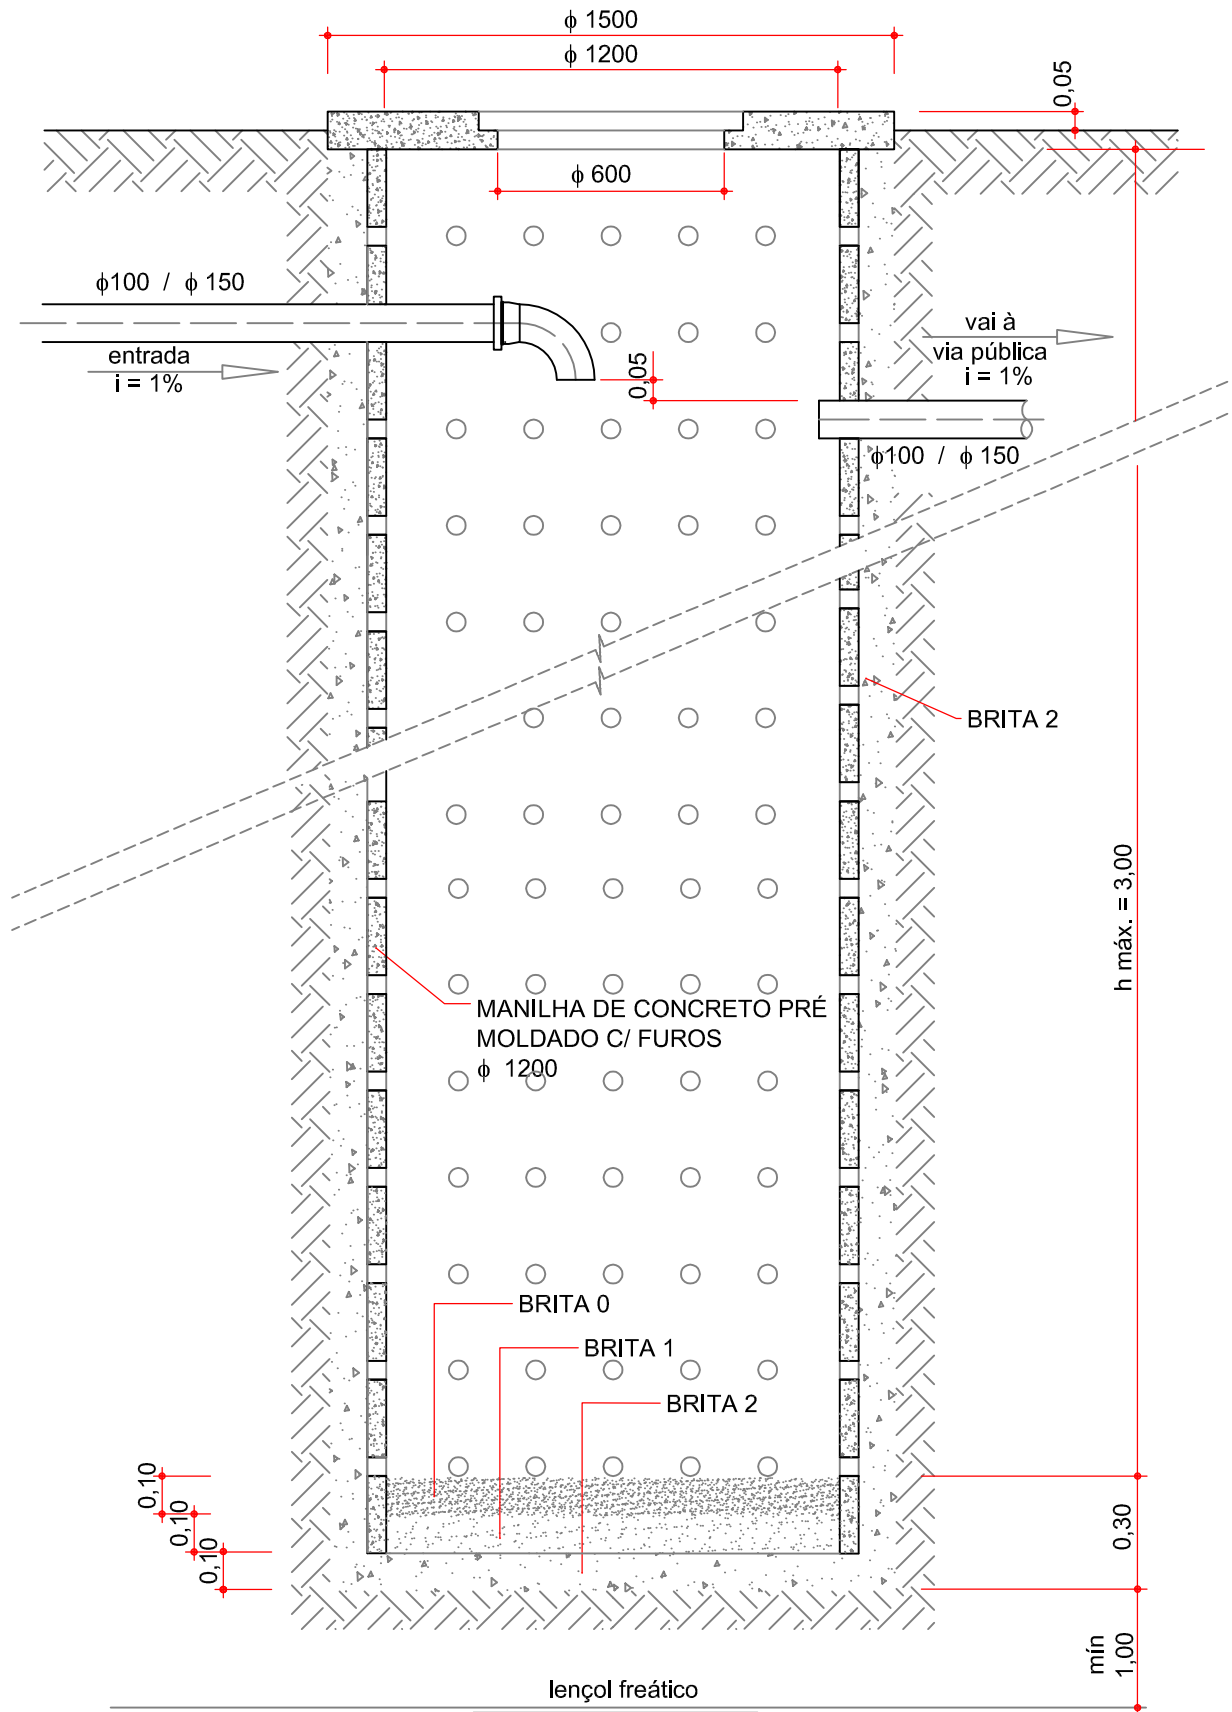 ϕ 1500
ϕ 1200
0,05
ϕ 600
ϕ100 / ϕ 150
entrada
i = 1%
vai à
via pública
i = 1%
0,05
ϕ100 / ϕ 150
BRITA 2
h máx. = 3,00
MANILHA DE CONCRETO PRÉ
MOLDADO C/ FUROS
ϕ 1200
BRITA 0
BRITA 1
BRITA 2
0,10
0,10
0,10
0,30
mín
1,00
lençol freático